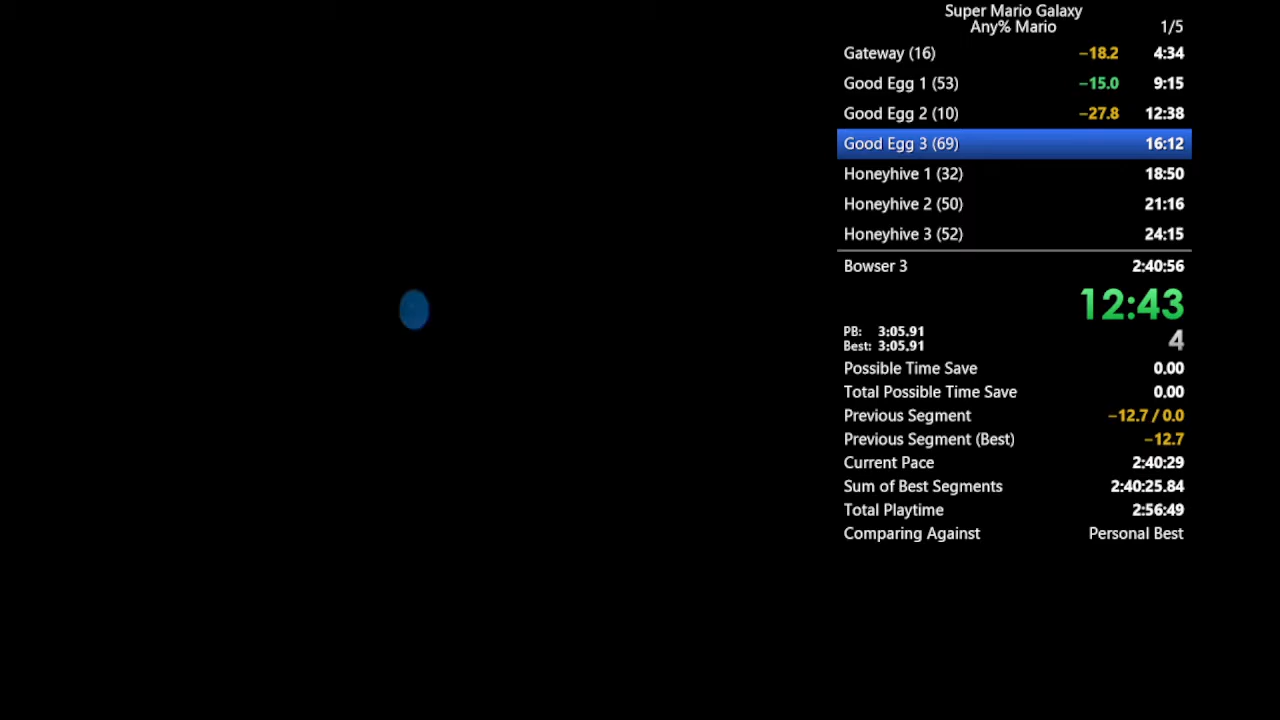 Super Mario Galaxy
Any% Mario 1/5
Gateway (16) −18.2 4:34
Good Egg 1 (53) −15.0 9:15
Good Egg 2 (10) −27.8 12:38
Good Egg 3 (69) 16:12
Honeyhive 1 (32) 18:50
Honeyhive 2 (50) 21:16
Honeyhive 3 (52) 24:15
Bowser 3 2:40:56
12:43
PB: 3:05.91
Best: 3:05.91 4
Possible Time Save 0.00
Total Possible Time Save 0.00
Previous Segment −12.7 / 0.0
Previous Segment (Best) −12.7
Current Pace 2:40:29
Sum of Best Segments 2:40:25.84
Total Playtime 2:56:49
Comparing Against Personal Best